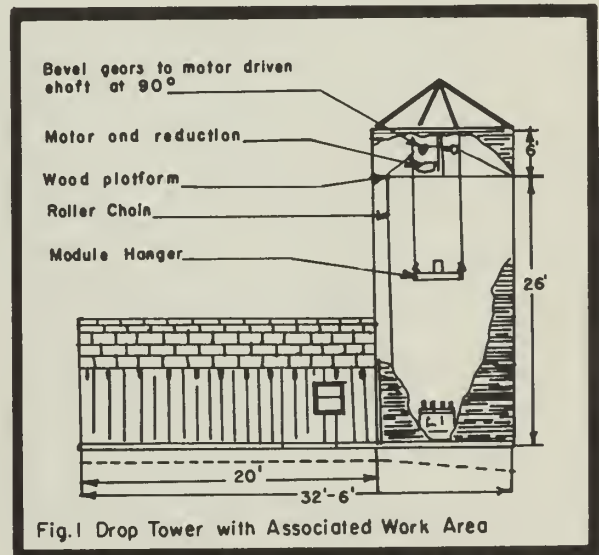 Bevel gears to motor driven
shaft at 90°
Motor and reduction
Wood platform
Roller Chain
Module Hanger
6'
26'
20'
32'-6'
Fig.1 Drop Tower with Associated Work Area